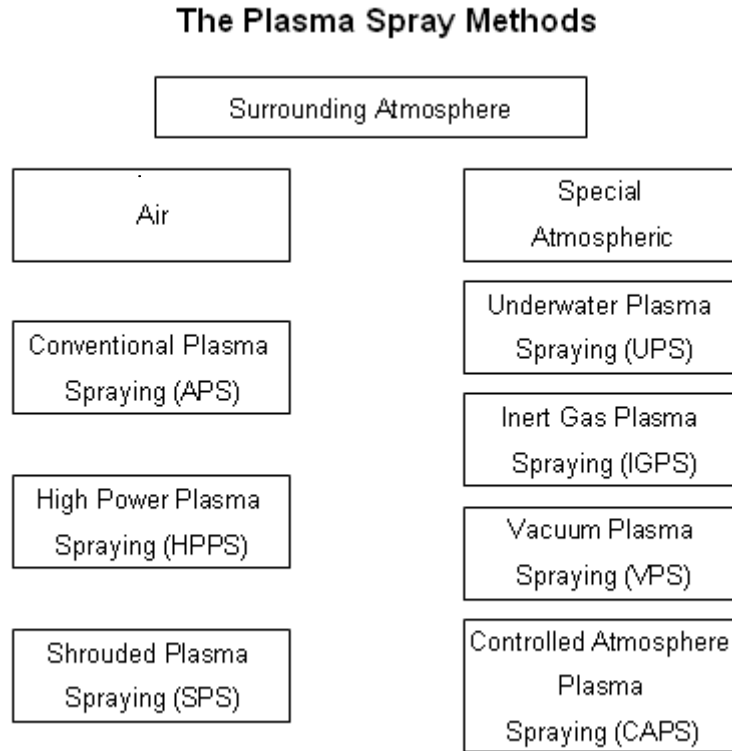 The Plasma Spray Methods
Surrounding Atmosphere
Air
Conventional Plasma
Spraying (APS)
High Power Plasma
Spraying (HPPS)
Shrouded Plasma
Spraying (SPS)
Special
Atmospheric
Underwater Plasma
Spraying (UPS)
Inert Gas Plasma
Spraying (IGPS)
Vacuum Plasma
Spraying (VPS)
Controlled Atmosphere
Plasma
Spraying (CAPS)